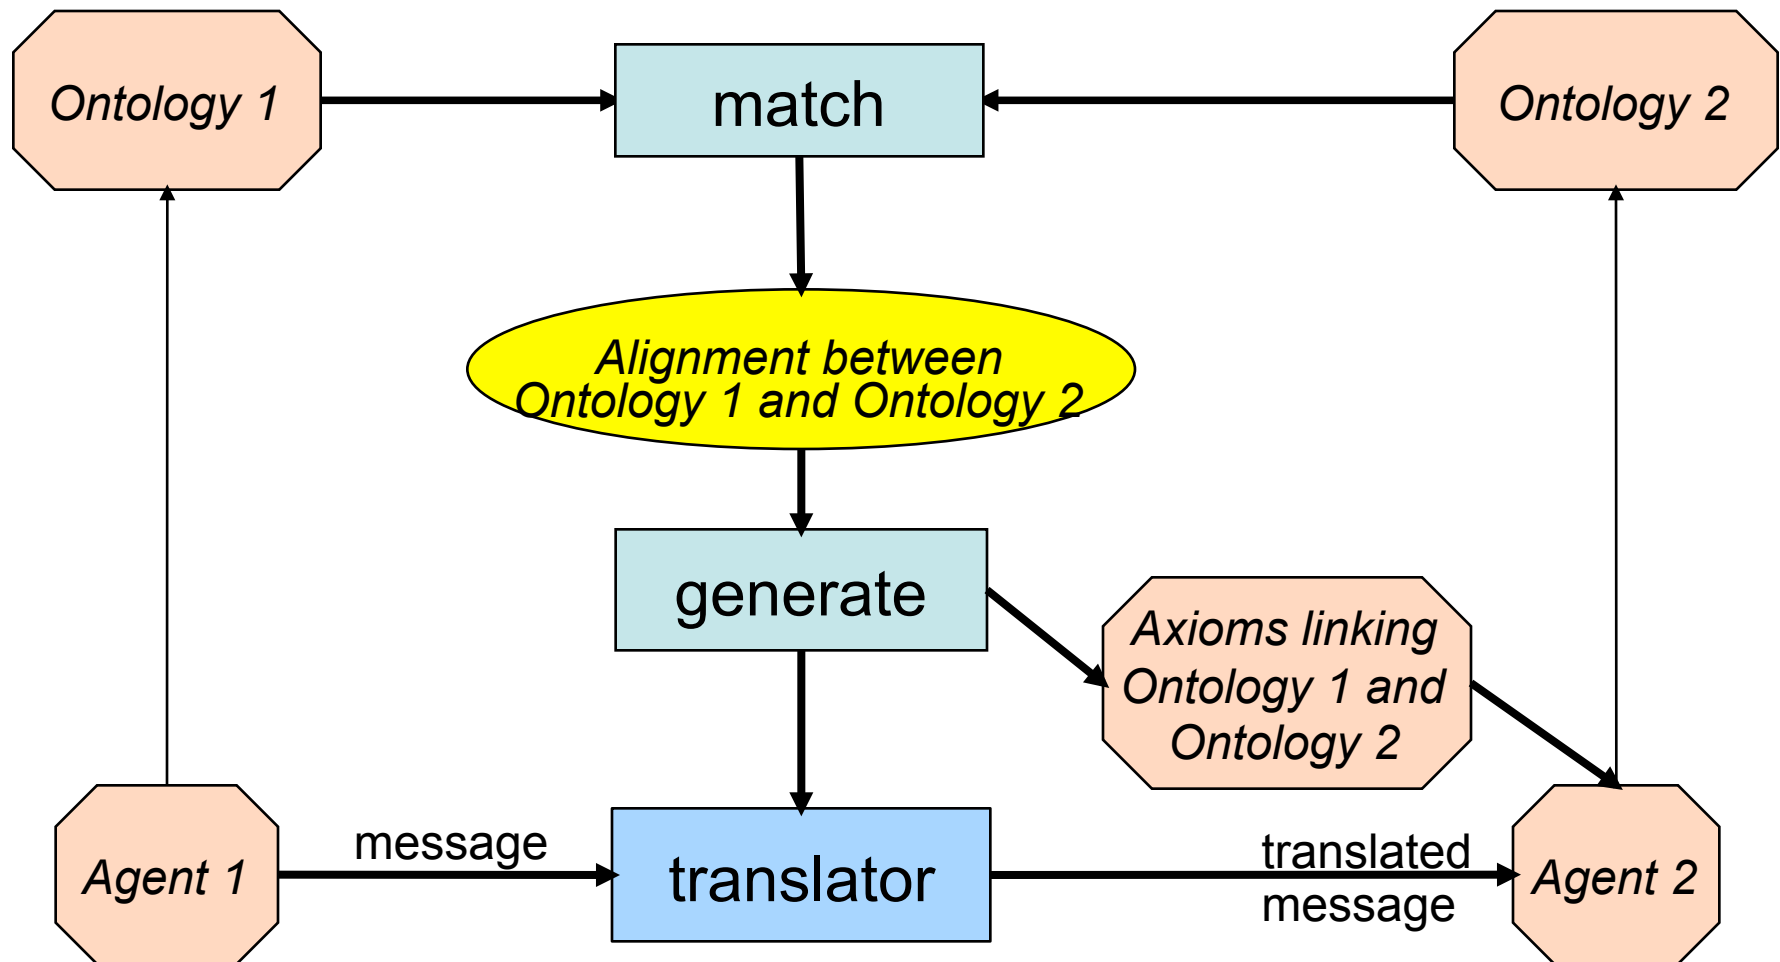 Ontology 1
match
Ontology 2
Alignment between
Ontology 1 and Ontology 2
generate
Axioms linking
Ontology 1 and
Ontology 2
Agent 1
message
translator
translated
message
Agent 2